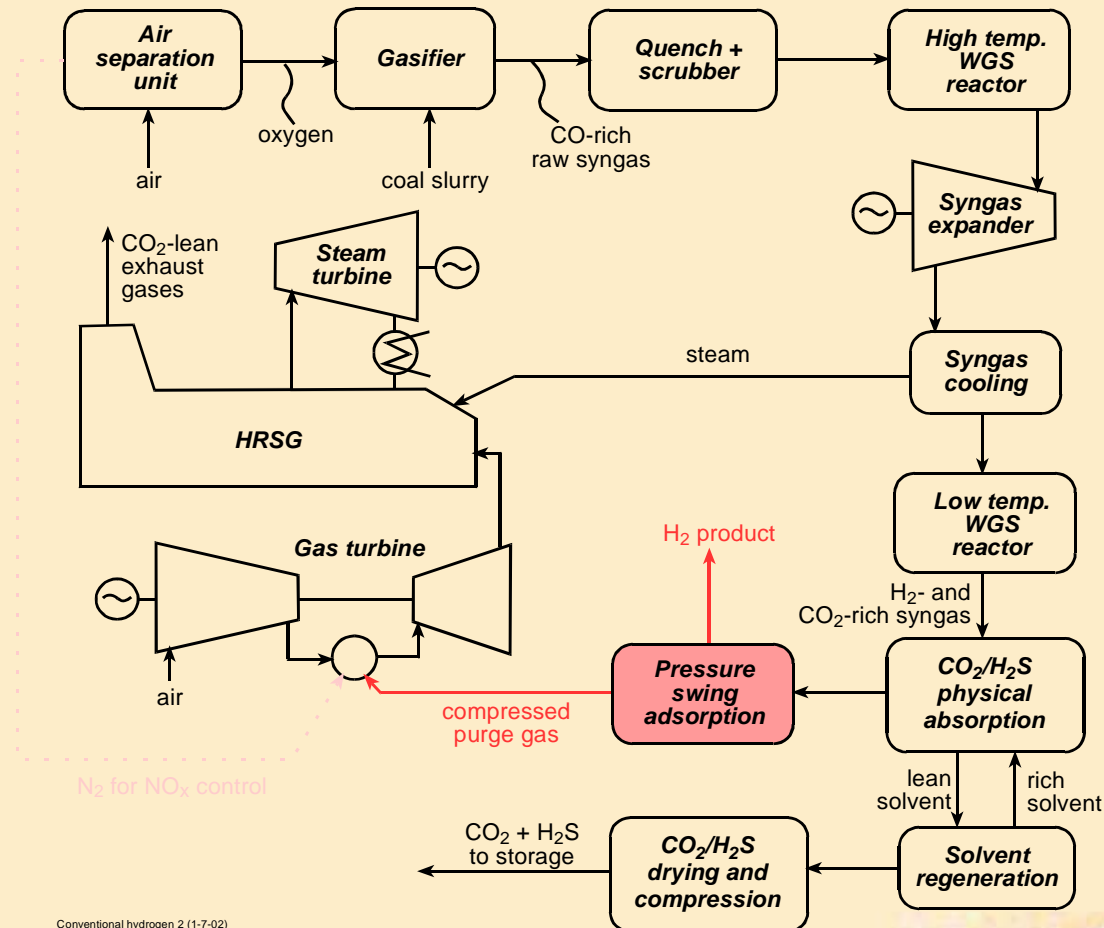 Air
separation
unit
Gasifier
Quench +
scrubber
High temp.
WGS
reactor
oxygen
CO-rich
raw syngas
air
coal slurry
Syngas
expander
CO₂-lean
exhaust
gases
Steam
turbine
steam
Syngas
cooling
HRSG
Low temp.
WGS
reactor
Gas turbine
H₂ product
H₂- and
CO₂-rich syngas
Pressure
swing
adsorption
CO₂/H₂S
physical
absorption
air
compressed
purge gas
N₂ for NOₓ control
lean
solvent
rich
solvent
CO₂ + H₂S
to storage
CO₂/H₂S
drying and
compression
Solvent
regeneration
Conventional hydrogen 2 (1-7-02)